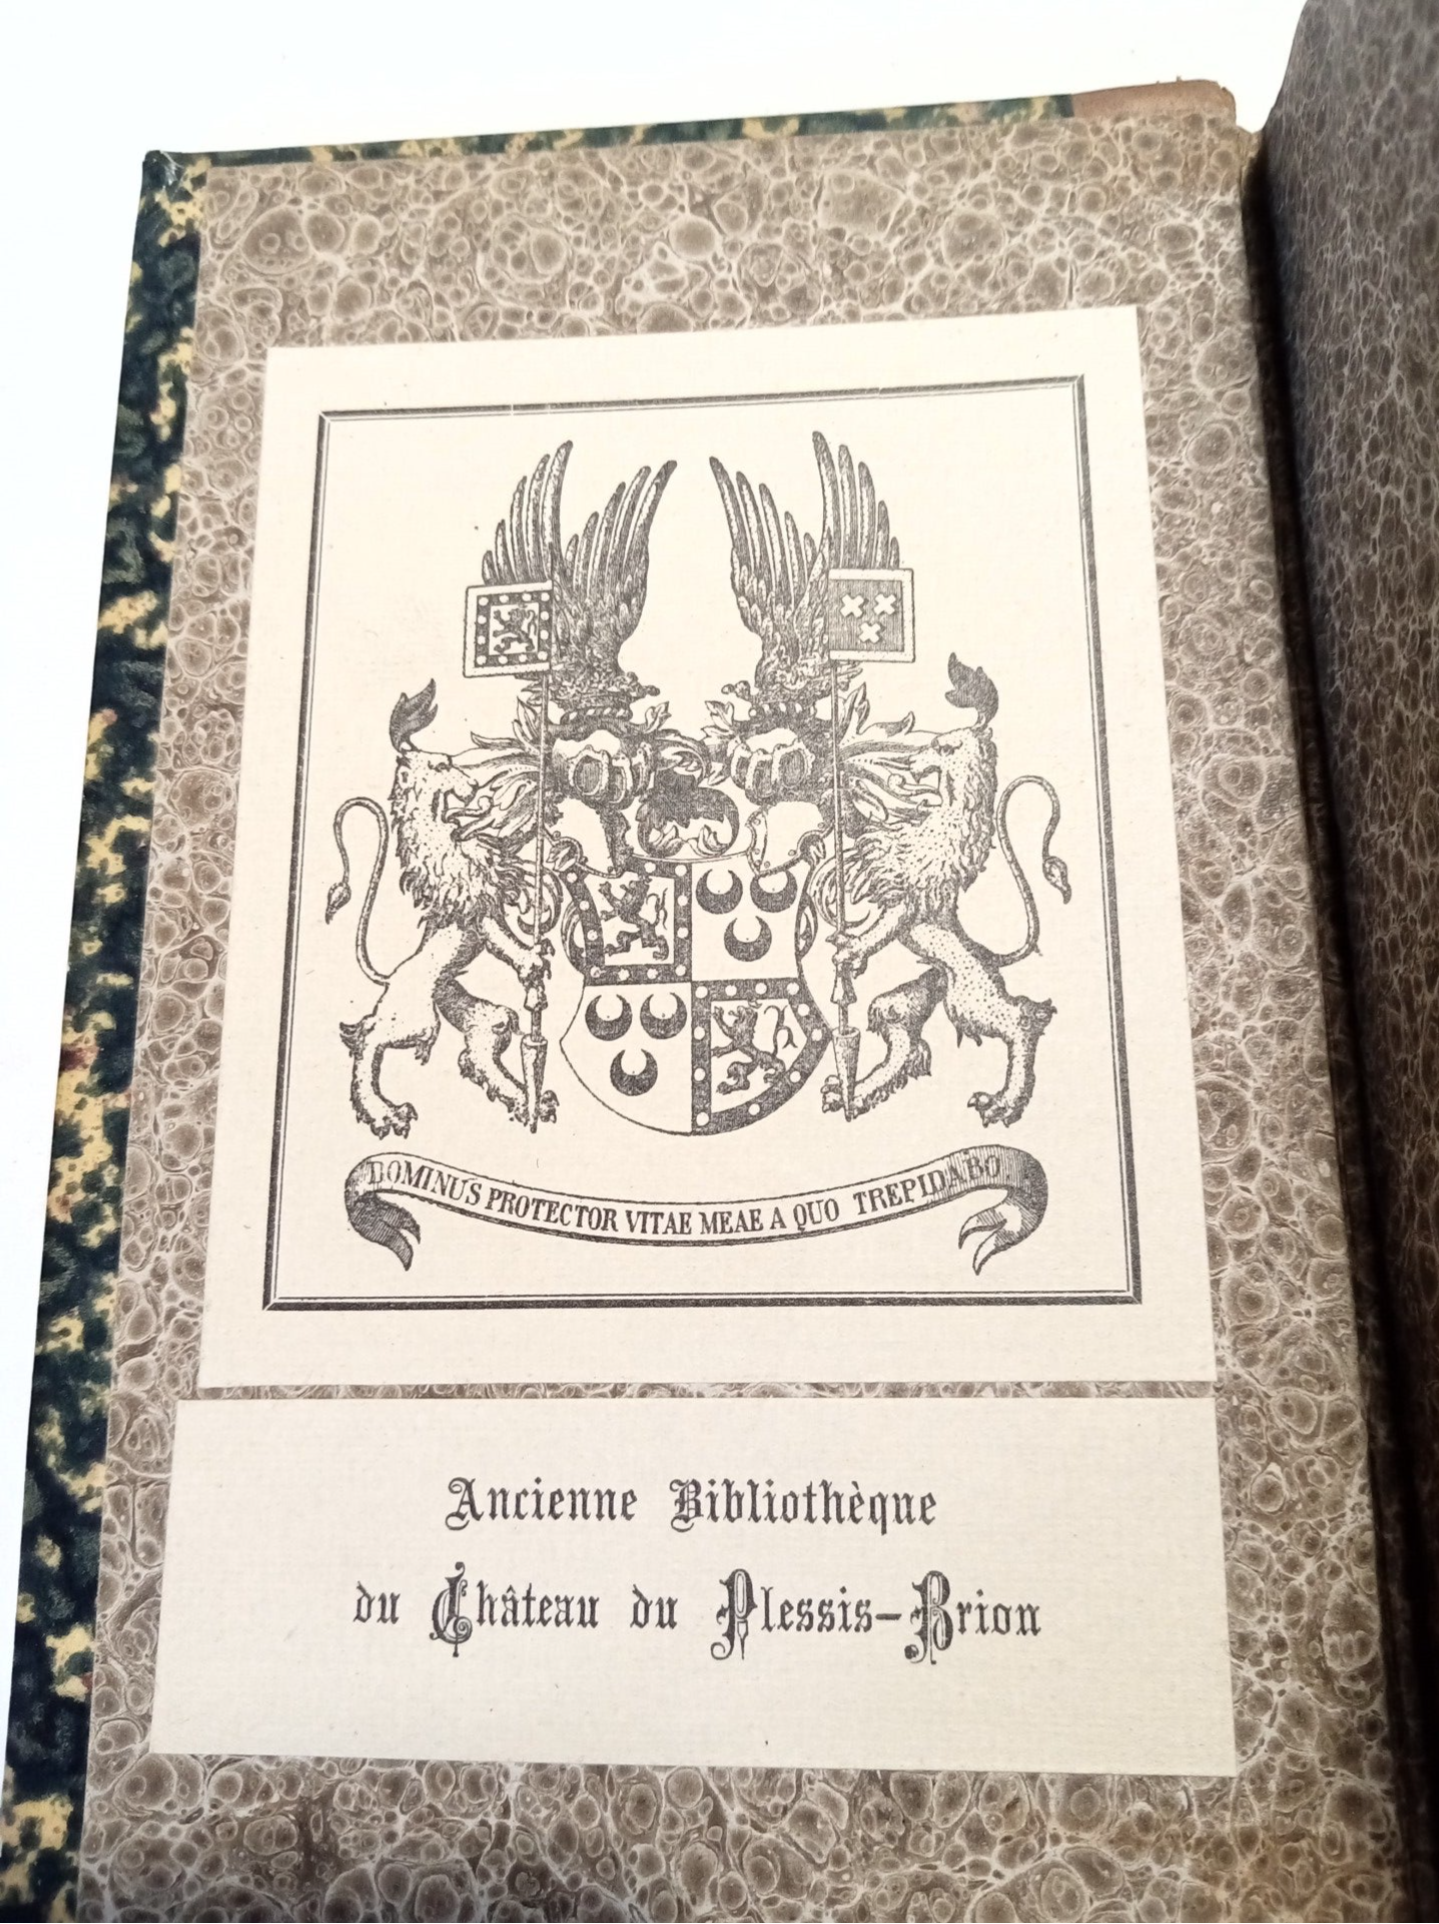 DOMINUS PROTECTOR VITAE MEAE A QUO TREPIDABO
Ancienne Bibliothèque
du Château du Plessis-Brion